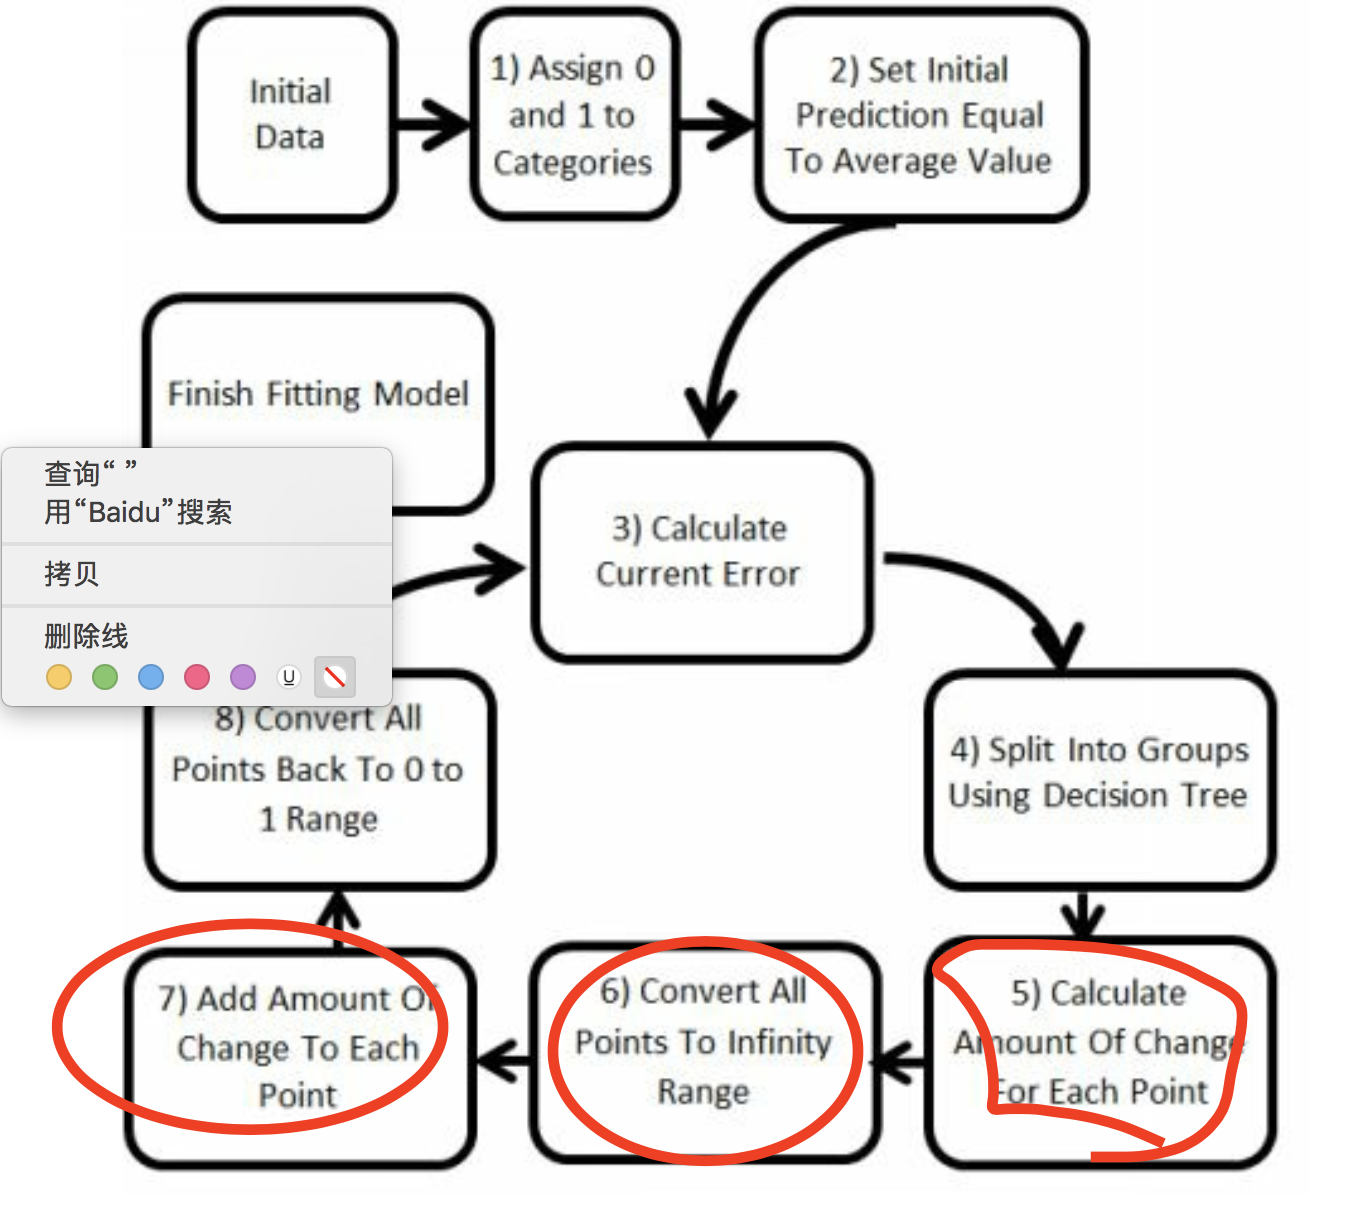 Initial
Data
1) Assign 0
and 1 to
Categories
2) Set Initial
Prediction Equal
To Average Value
Finish Fitting Model
查询“ ”
用“Baidu”搜索
拷贝
删除线
U
3) Calculate
Current Error
8) Convert All
Points Back To 0 to
1 Range
4) Split Into Groups
Using Decision Tree
7) Add Amount Of
Change To Each
Point
6) Convert All
Points To Infinity
Range
5) Calculate
Amount Of Change
For Each Point